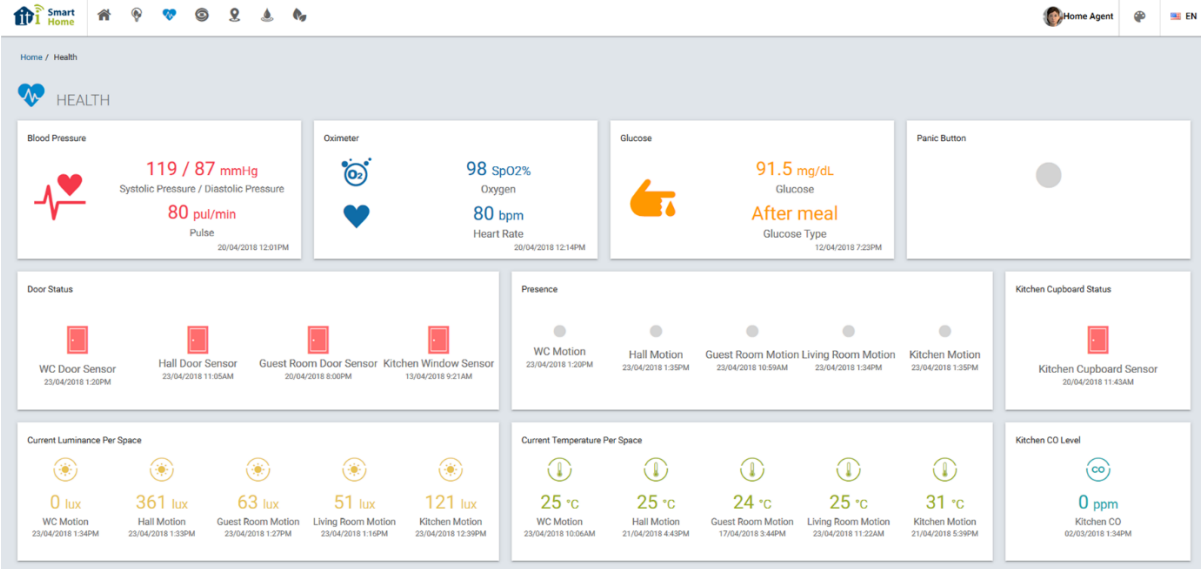 iti Smart Home
Home Agent
EN
Home / Health
HEALTH
Blood Pressure
119 / 87 mmHg
Systolic Pressure / Diastolic Pressure
80 pul/min
Pulse
20/04/2018 12:01PM
Oximeter
O2
98 SpO2%
Oxygen
80 bpm
Heart Rate
20/04/2018 12:14PM
Glucose
91.5 mg/dL
Glucose
After meal
Glucose Type
12/04/2018 7:23PM
Panic Button
Door Status
WC Door Sensor
23/04/2018 1:20PM
Hall Door Sensor
23/04/2018 11:05AM
Guest Room Door Sensor
20/04/2018 8:00PM
Kitchen Window Sensor
13/04/2018 9:21AM
Presence
WC Motion
23/04/2018 1:20PM
Hall Motion
23/04/2018 1:35PM
Guest Room Motion
23/04/2018 10:59AM
Living Room Motion
23/04/2018 1:34PM
Kitchen Motion
23/04/2018 1:35PM
Kitchen Cupboard Status
Kitchen Cupboard Sensor
20/04/2018 11:43AM
Current Luminance Per Space
0 lux
WC Motion
23/04/2018 1:34PM
361 lux
Hall Motion
23/04/2018 1:33PM
63 lux
Guest Room Motion
23/04/2018 1:27PM
51 lux
Living Room Motion
23/04/2018 1:16PM
121 lux
Kitchen Motion
23/04/2018 12:39PM
Current Temperature Per Space
25 °C
WC Motion
23/04/2018 10:06AM
25 °C
Hall Motion
21/04/2018 4:43PM
24 °C
Guest Room Motion
17/04/2018 3:44PM
25 °C
Living Room Motion
23/04/2018 11:22AM
31 °C
Kitchen Motion
21/04/2018 5:39PM
Kitchen CO Level
CO
0 ppm
Kitchen CO
02/03/2018 1:34PM